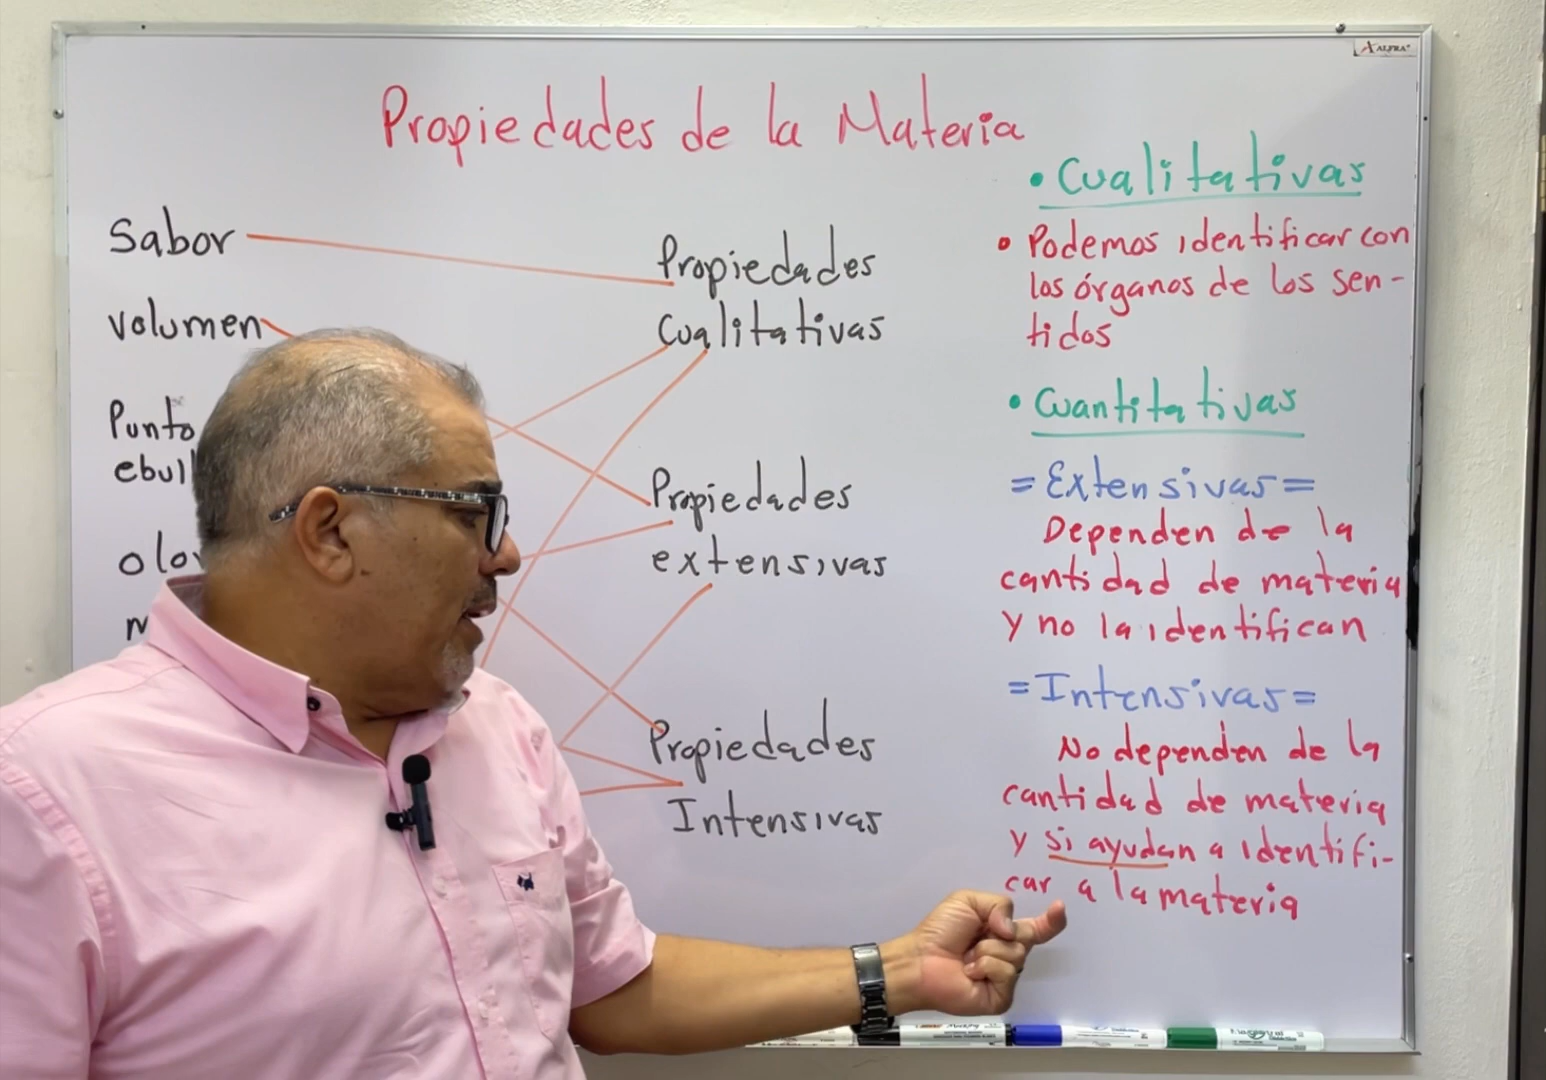 ALFRA
Propiedades de la Materia
Sabor
volumen
Punto
Propiedades
Cualitativas
Propiedades
extensivas
Propiedades
Intensivas
• Cualitativas
• Podemos identificar con
los órganos de los sen-
tidos
• Cuantitativas
= Extensivas =
Dependen de la
cantidad de materia
y no la identifican
= Intensivas =
No dependen de la
cantidad de materia
y si ayudan a identifi-
car a la materia